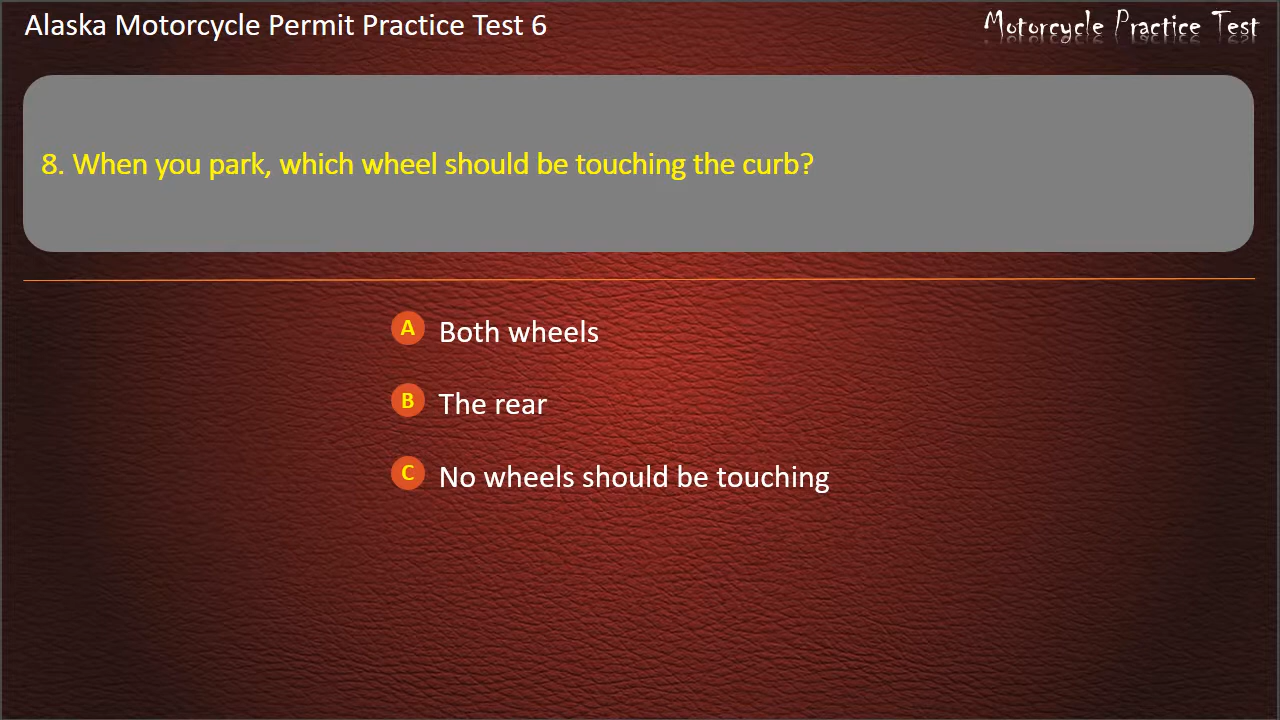 Alaska Motorcycle Permit Practice Test 6
Motorcycle Practice Test
8. When you park, which wheel should be touching the curb?
A Both wheels
B The rear
C No wheels should be touching